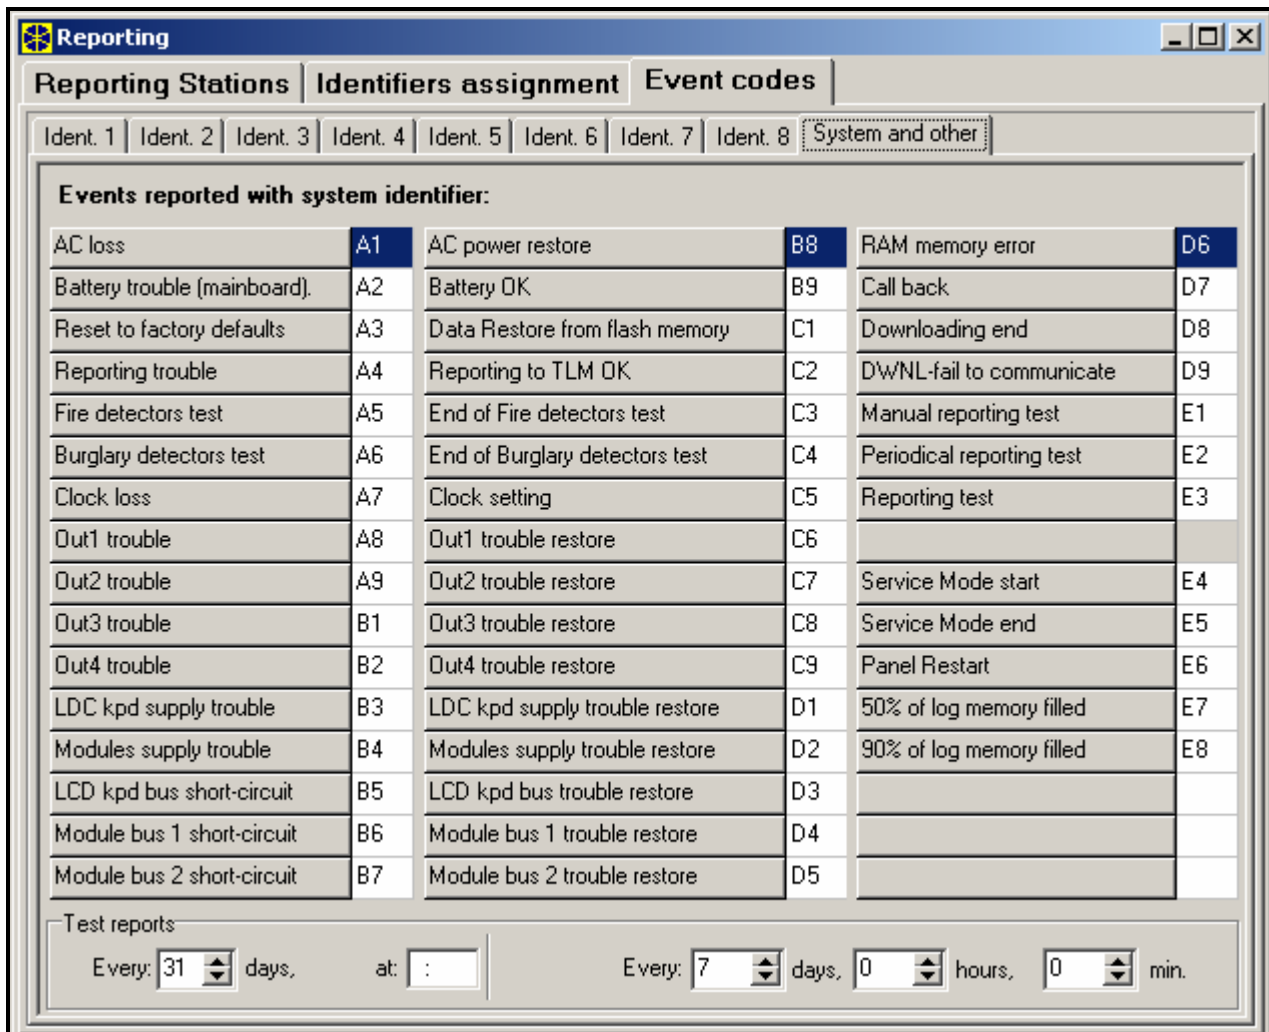 Reporting
Reporting Stations Identifiers assignment Event codes
Ident. 1 Ident. 2 Ident. 3 Ident. 4 Ident. 5 Ident. 6 Ident. 7 Ident. 8 System and other
Events reported with system identifier:
AC loss A1 AC power restore B8 RAM memory error D6
Battery trouble (mainboard). A2 Battery OK B9 Call back D7
Reset to factory defaults A3 Data Restore from flash memory C1 Downloading end D8
Reporting trouble A4 Reporting to TLM OK C2 DWNL-fail to communicate D9
Fire detectors test A5 End of Fire detectors test C3 Manual reporting test E1
Burglary detectors test A6 End of Burglary detectors test C4 Periodical reporting test E2
Clock loss A7 Clock setting C5 Reporting test E3
Out1 trouble A8 Out1 trouble restore C6
Out2 trouble A9 Out2 trouble restore C7 Service Mode start E4
Out3 trouble B1 Out3 trouble restore C8 Service Mode end E5
Out4 trouble B2 Out4 trouble restore C9 Panel Restart E6
LDC kpd supply trouble B3 LDC kpd supply trouble restore D1 50% of log memory filled E7
Modules supply trouble B4 Modules supply trouble restore D2 90% of log memory filled E8
LCD kpd bus short-circuit B5 LCD kpd bus trouble restore D3
Module bus 1 short-circuit B6 Module bus 1 trouble restore D4
Module bus 2 short-circuit B7 Module bus 2 trouble restore D5
Test reports
Every: 31 days, at: : Every: 7 days, 0 hours, 0 min.